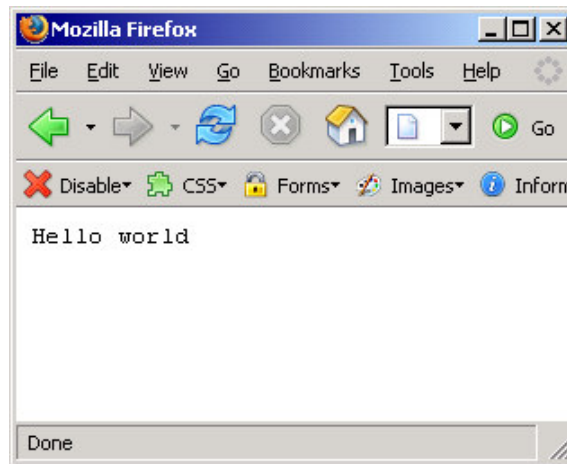 Mozilla Firefox
File Edit View Go Bookmarks Tools Help
Go
Disable CSS Forms Images Inform
Hello world
Done